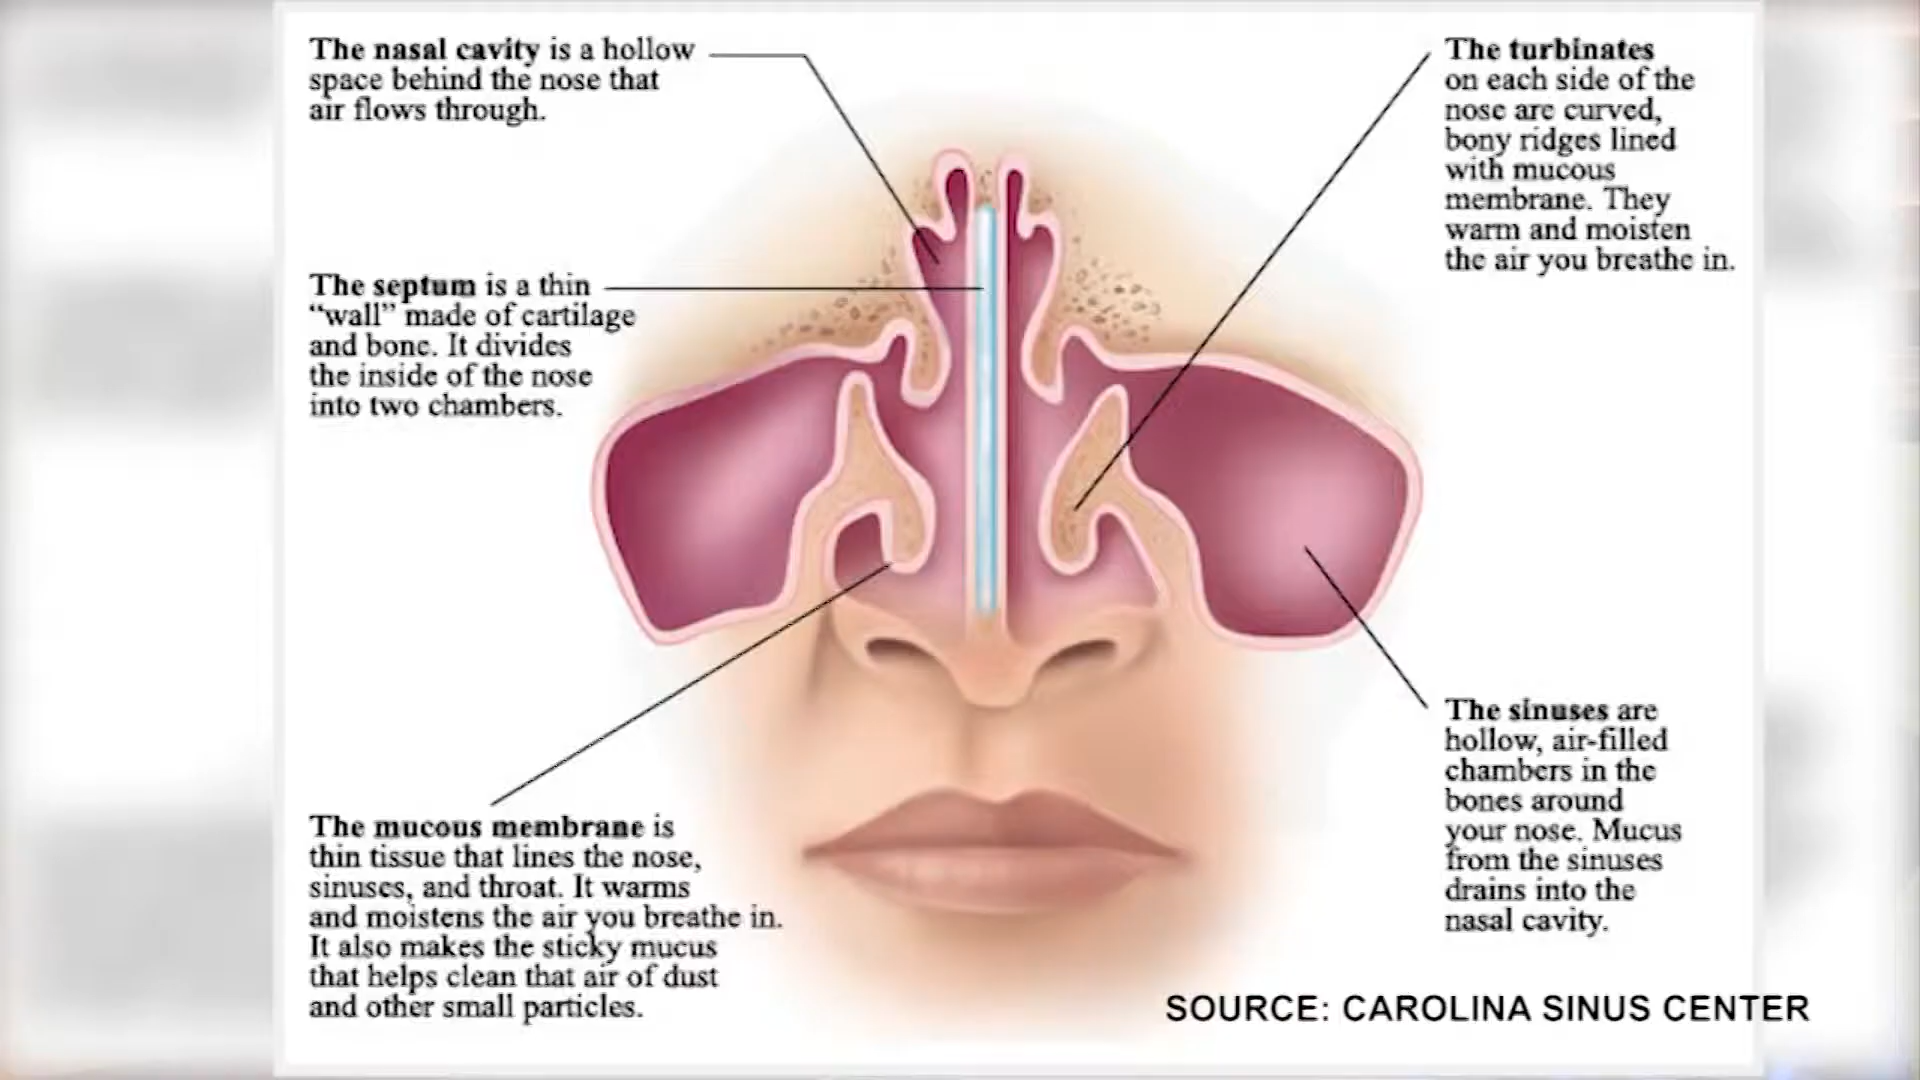 The nasal cavity is a hollow
space behind the nose that
air flows through.
The septum is a thin
“wall” made of cartilage
and bone. It divides
the inside of the nose
into two chambers.
The mucous membrane is
thin tissue that lines the nose,
sinuses, and throat. It warms
and moistens the air you breathe in.
It also makes the sticky mucus
that helps clean that air of dust
and other small particles.
The turbinates
on each side of the
nose are curved,
bony ridges lined
with mucous
membrane. They
warm and moisten
the air you breathe in.
The sinuses are
hollow, air-filled
chambers in the
bones around
your nose. Mucus
from the sinuses
drains into the
nasal cavity.
SOURCE: CAROLINA SINUS CENTER